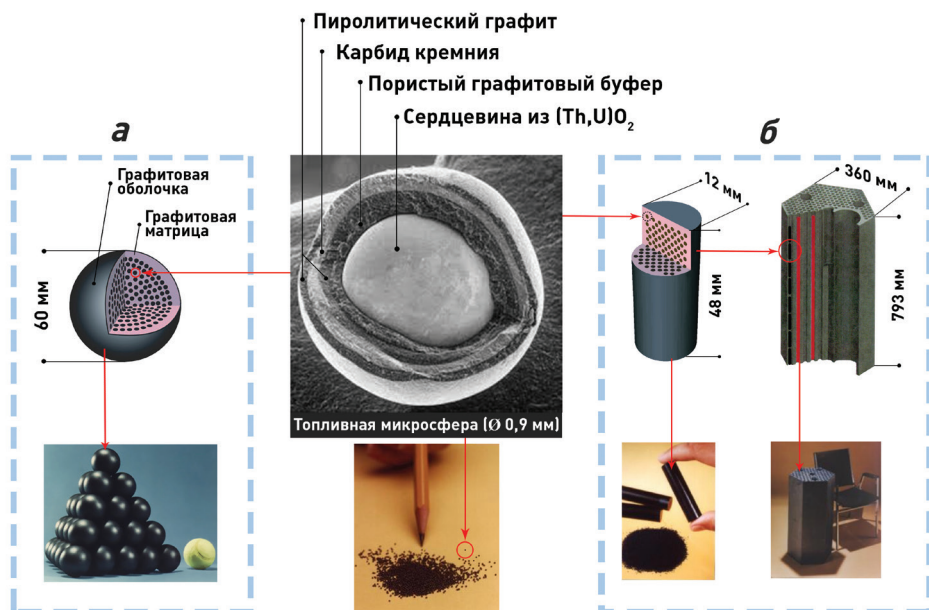 Пиролитический графит
Карбид кремния
Пористый графитовый буфер
Сердцевина из (Th,U)O₂
а
Графитовая
оболочка
Графитовая
матрица
60 мм
Топливная микросфера (Ø 0,9 мм)
б
12 мм
48 мм
360 мм
793 мм